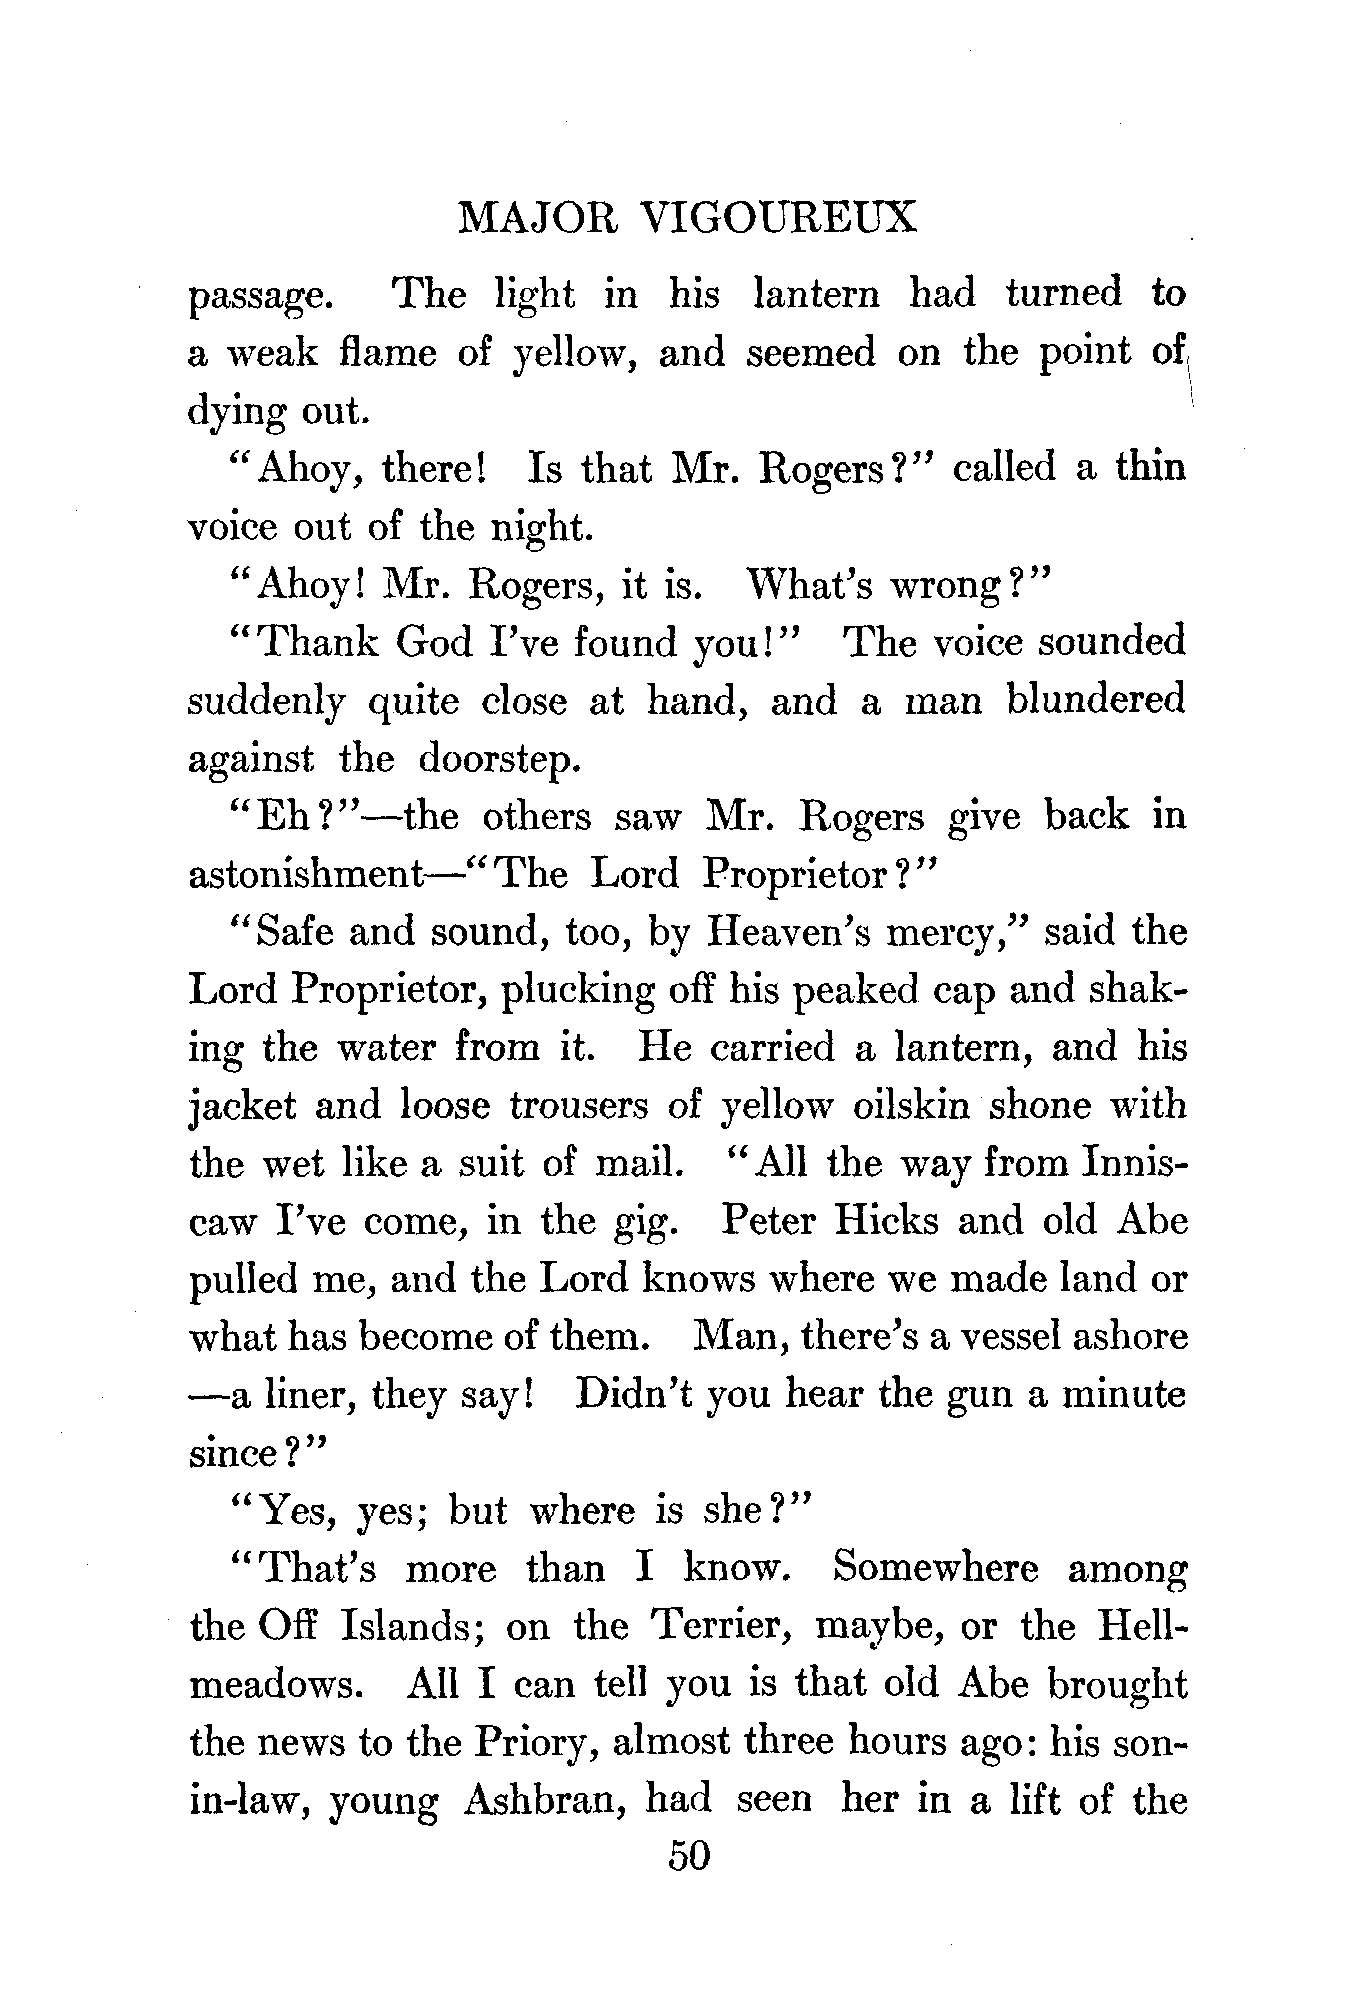 MAJOR VIGOUREUX
passage. The light in his lantern had turned to
a weak flame of yellow, and seemed on the point of
dying out.
"Ahoy, there! Is that Mr. Rogers?" called a thin
voice out of the night.
"Ahoy! Mr. Rogers, it is. What's wrong?"
"Thank God I've found you!" The voice sounded
suddenly quite close at hand, and a man blundered
against the doorstep.
"Eh?"—the others saw Mr. Rogers give back in
astonishment—"The Lord Proprietor?"
"Safe and sound, too, by Heaven's mercy," said the
Lord Proprietor, plucking off his peaked cap and shak-
ing the water from it. He carried a lantern, and his
jacket and loose trousers of yellow oilskin shone with
the wet like a suit of mail. "All the way from Innis-
caw I've come, in the gig. Peter Hicks and old Abe
pulled me, and the Lord knows where we made land or
what has become of them. Man, there's a vessel ashore
—a liner, they say! Didn't you hear the gun a minute
since?"
"Yes, yes; but where is she?"
"That's more than I know. Somewhere among
the Off Islands; on the Terrier, maybe, or the Hell-
meadows. All I can tell you is that old Abe brought
the news to the Priory, almost three hours ago: his son-
in-law, young Ashbran, had seen her in a lift of the
50